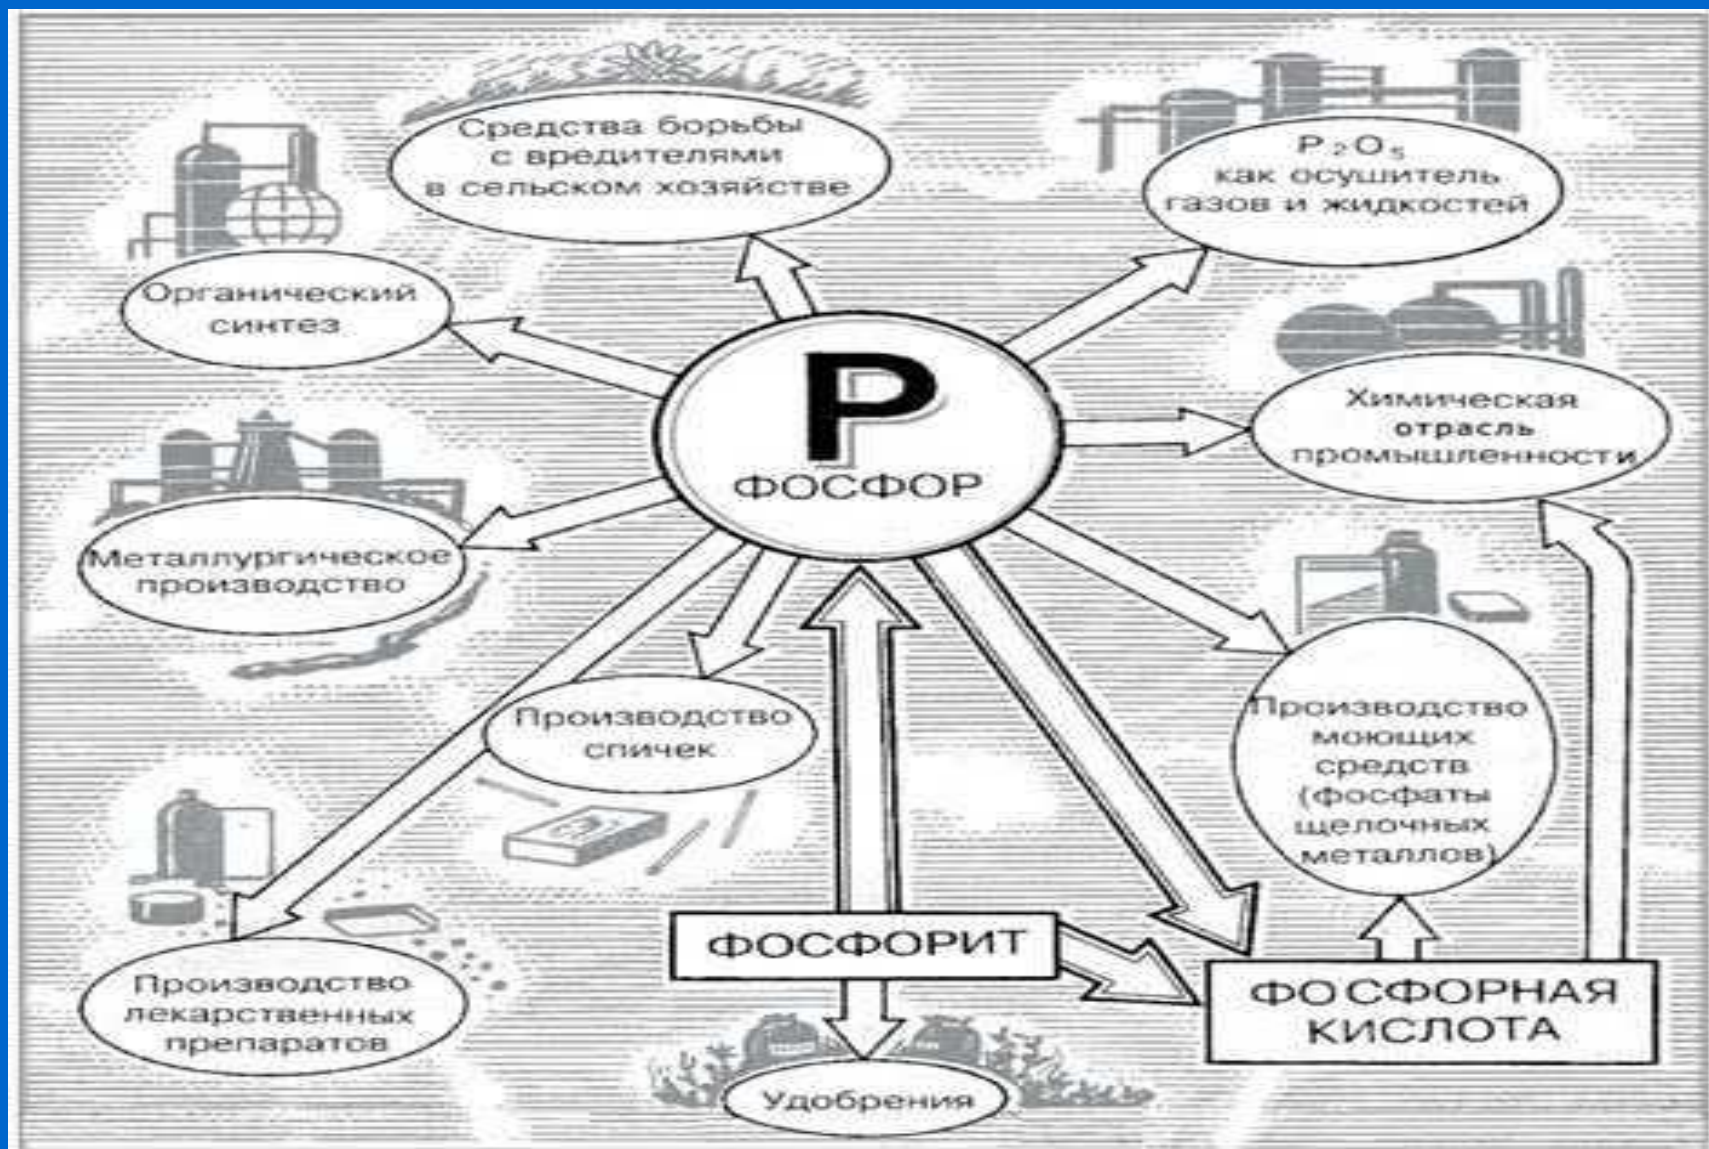 Средства борьбы
с вредителями
в сельском хозяйстве
P₂O₅
как осушитель
газов и жидкостей
Органический
синтез
P
ФОСФОР
Химическая
отрасль
промышленности
Металлургическое
производство
Производство
спичек
Производство
моющих
средств
(фосфаты
щелочных
металлов)
Производство
лекарственных
препаратов
ФОСФОРИТ
ФОСФОРНАЯ
КИСЛОТА
Удобрения